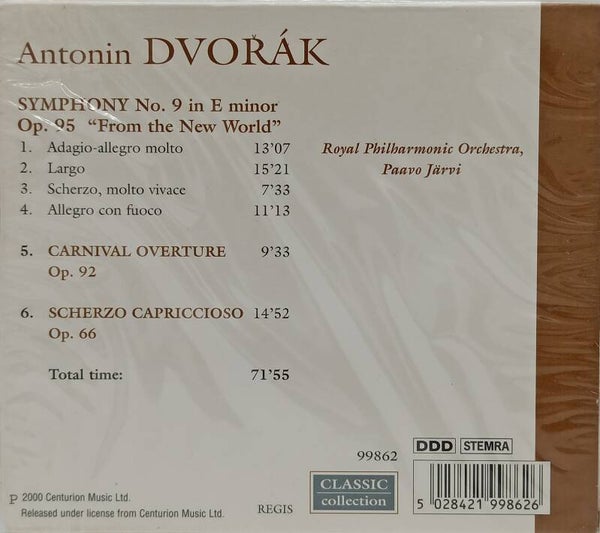 Antonin DVOŘÁK
SYMPHONY No. 9 in E minor
Op. 95 “From the New World”
1. Adagio-allegro molto 13'07
2. Largo 15'21
3. Scherzo, molto vivace 7'33
4. Allegro con fuoco 11'13
Royal Philharmonic Orchestra,
Paavo Järvi
5. CARNIVAL OVERTURE 9'33
Op. 92
6. SCHERZO CAPRICCIOSO 14'52
Op. 66
Total time: 71'55
99862
DDD STEMRA
CLASSIC
collection
5 028421 998626
P 2000 Centurion Music Ltd.
Released under license from Centurion Music Ltd.
REGIS